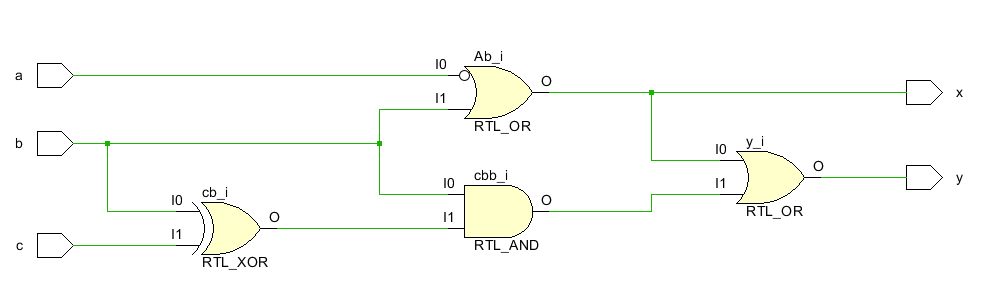 Ab_i
a
I0
I1
O
RTL_OR
x
b
y_i
I0
I1
O
RTL_OR
y
cbb_i
I0
I1
O
RTL_AND
cb_i
I0
I1
O
RTL_XOR
c